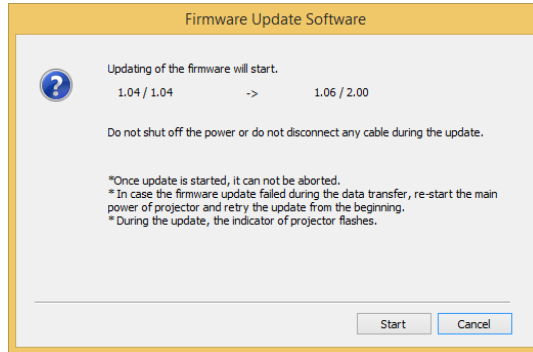 Firmware Update Software
Updating of the firmware will start.
1.04 / 1.04 -> 1.06 / 2.00
Do not shut off the power or do not disconnect any cable during the update.
*Once update is started, it can not be aborted.
* In case the firmware update failed during the data transfer, re-start the main
power of projector and retry the update from the beginning.
* During the update, the indicator of projector flashes.
Start Cancel